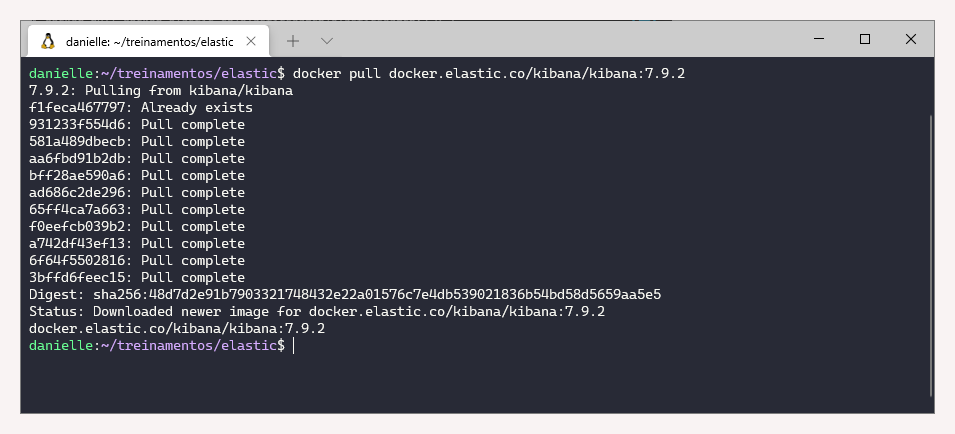 danielle: ~/treinamentos/elastic
danielle:~/treinamentos/elastic$ docker pull docker.elastic.co/kibana/kibana:7.9.2
7.9.2: Pulling from kibana/kibana
f1feca467797: Already exists
931233f554d6: Pull complete
581a489dbecb: Pull complete
aa6fbd91b2db: Pull complete
bff28ae590a6: Pull complete
ad686c2de296: Pull complete
65ff4ca7a663: Pull complete
f0eefcb039b2: Pull complete
a742df43ef13: Pull complete
6f64f5502816: Pull complete
3bffd6feec15: Pull complete
Digest: sha256:48d7d2e91b7903321748432e22a01576c7e4db539021836b54bd58d5659aa5e5
Status: Downloaded newer image for docker.elastic.co/kibana/kibana:7.9.2
docker.elastic.co/kibana/kibana:7.9.2
danielle:~/treinamentos/elastic$